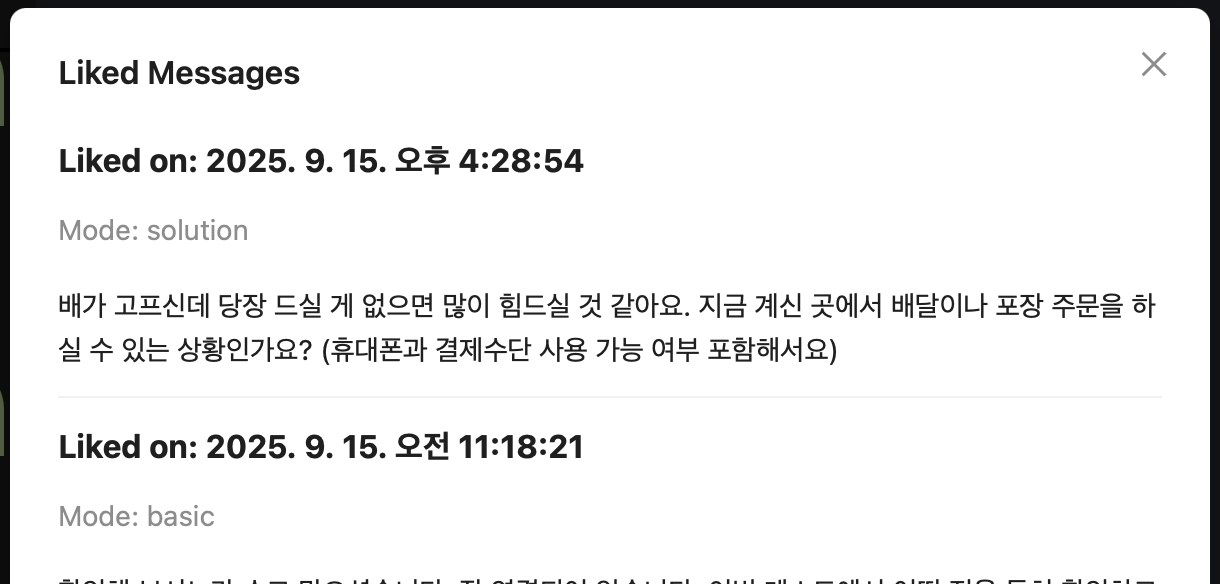 Liked Messages
Liked on: 2025. 9. 15. 오후 4:28:54
Mode: solution
배가 고프신데 당장 드실 게 없으면 많이 힘드실 것 같아요. 지금 계신 곳에서 배달이나 포장 주문을 하
실 수 있는 상황인가요? (휴대폰과 결제수단 사용 가능 여부 포함해서요)
Liked on: 2025. 9. 15. 오전 11:18:21
Mode: basic